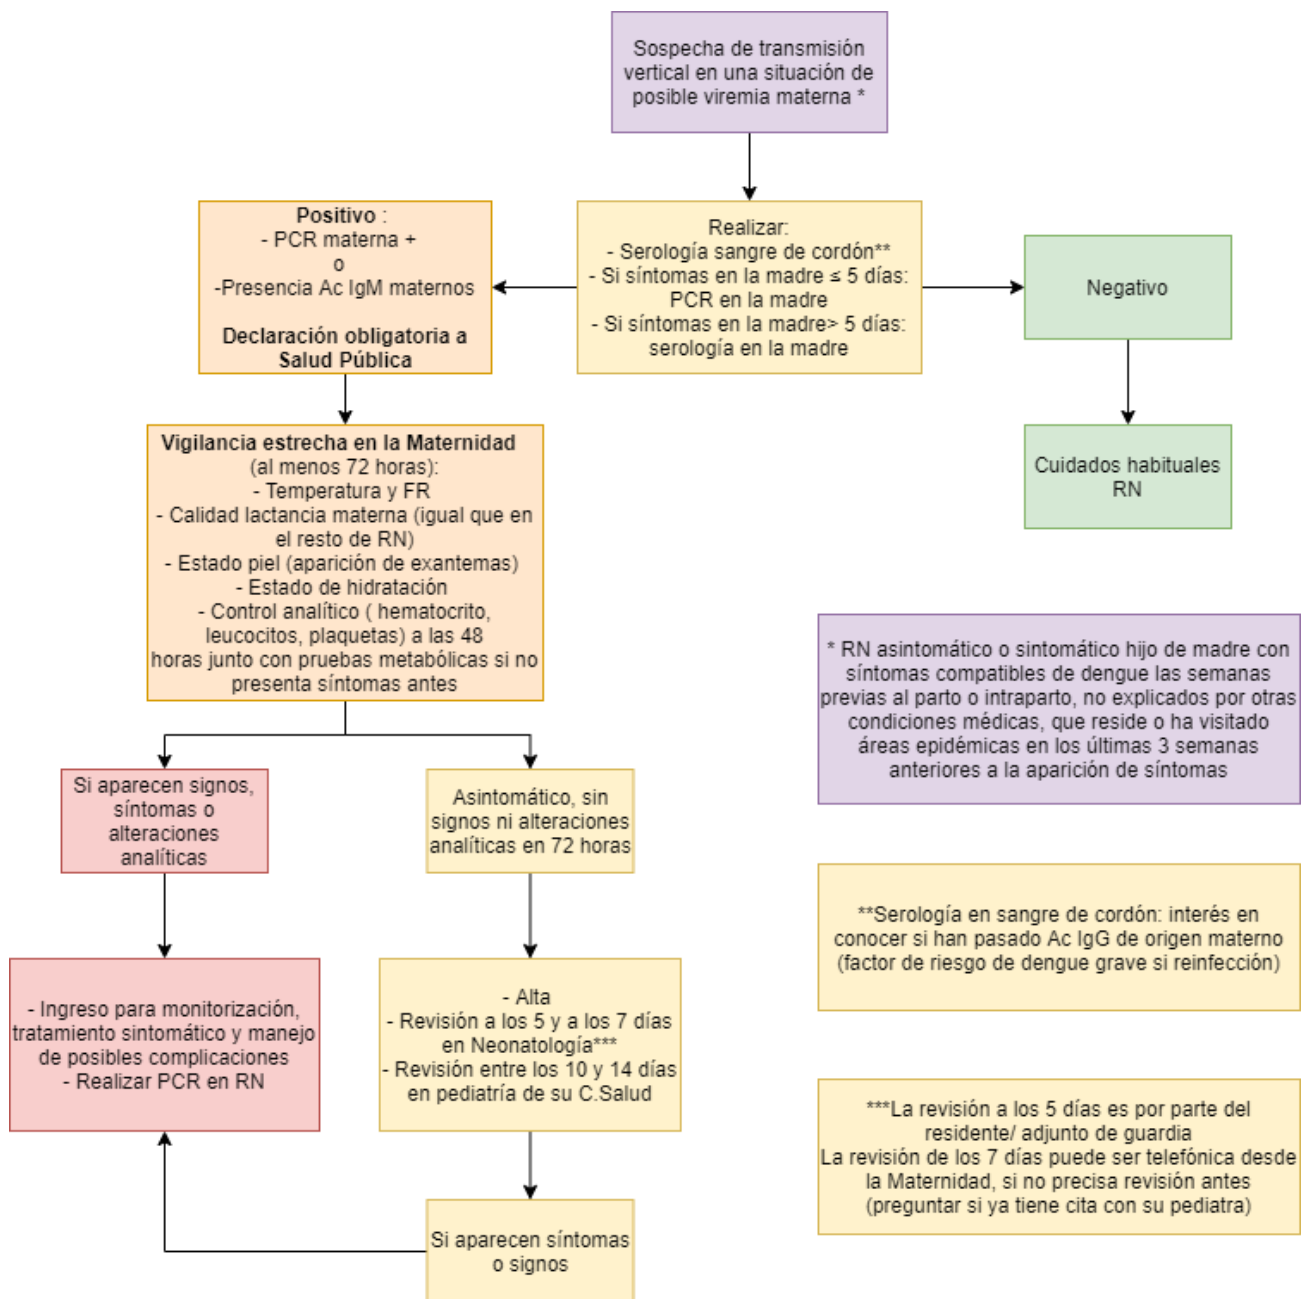 Sospecha de transmisión
vertical en una situación de
posible viremia materna *
Positivo :
- PCR materna +
o
-Presencia Ac IgM maternos
Declaración obligatoria a
Salud Pública
Realizar:
- Serología sangre de cordón**
- Si síntomas en la madre ≤ 5 días:
PCR en la madre
- Si síntomas en la madre> 5 días:
serología en la madre
Negativo
Vigilancia estrecha en la Maternidad
(al menos 72 horas):
- Temperatura y FR
- Calidad lactancia materna (igual que en
el resto de RN)
- Estado piel (aparición de exantemas)
- Estado de hidratación
- Control analítico ( hematocrito,
leucocitos, plaquetas) a las 48
horas junto con pruebas metabólicas si no
presenta síntomas antes
Cuidados habituales
RN
* RN asintomático o sintomático hijo de madre con
síntomas compatibles de dengue las semanas
previas al parto o intraparto, no explicados por otras
condiciones médicas, que reside o ha visitado
áreas epidémicas en los últimas 3 semanas
anteriores a la aparición de síntomas
Si aparecen signos,
síntomas o
alteraciones
analíticas
Asintomático, sin
signos ni alteraciones
analíticas en 72 horas
**Serología en sangre de cordón: interés en
conocer si han pasado Ac IgG de origen materno
(factor de riesgo de dengue grave si reinfección)
- Ingreso para monitorización,
tratamiento sintomático y manejo
de posibles complicaciones
- Realizar PCR en RN
- Alta
- Revisión a los 5 y a los 7 días
en Neonatología***
- Revisión entre los 10 y 14 días
en pediatría de su C.Salud
***La revisión a los 5 días es por parte del
residente/ adjunto de guardia
La revisión de los 7 días puede ser telefónica desde
la Maternidad, si no precisa revisión antes
(preguntar si ya tiene cita con su pediatra)
Si aparecen síntomas
o signos